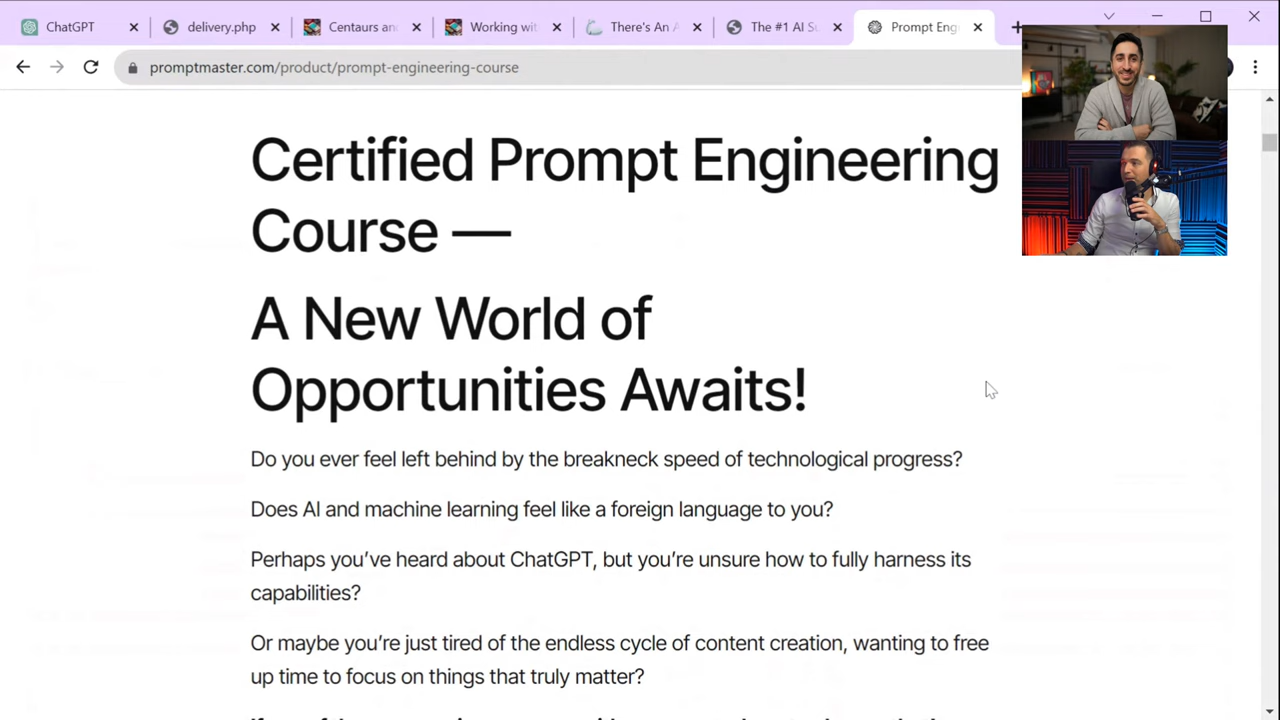 ChatGPT
delivery.php
Centaurs an
Working wit
There's An A
The #1 AI Su
Prompt Eng
promptmaster.com/product/prompt-engineering-course
Certified Prompt Engineering
Course —
A New World of
Opportunities Awaits!
Do you ever feel left behind by the breakneck speed of technological progress?
Does AI and machine learning feel like a foreign language to you?
Perhaps you've heard about ChatGPT, but you're unsure how to fully harness its
capabilities?
Or maybe you're just tired of the endless cycle of content creation, wanting to free
up time to focus on things that truly matter?